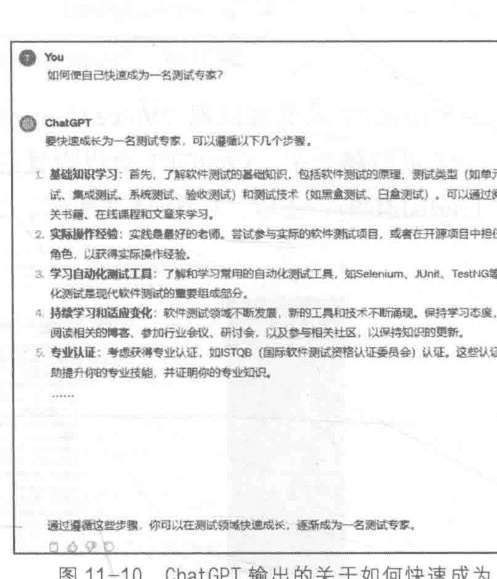 You
如何使自己快速成为一名测试专家?
ChatGPT
要快速成长为一名测试专家，可以遵循以下几个步骤。
1. 基础知识学习：首先，了解软件测试的基础知识，包括软件测试的原理、测试类型（如单元
试、集成测试、系统测试、验收测试）和测试技术（如黑盒测试、白盒测试）。可以通过阅
关书籍、在线课程和文章来学习。
2. 实际操作经验：实践是最好的老师。尝试参与实际的软件测试项目，或者在开源项目中担任
角色，以获得实际操作经验。
3. 学习自动化测试工具：了解和学习常用的自动化测试工具，如Selenium、JUnit、TestNG等
化测试是现代软件测试的重要组成部分。
4. 持续学习和适应变化：软件测试领域不断发展，新的工具和技术不断涌现。保持学习态度，
阅读相关的博客、参加行业会议、研讨会，以及参与相关社区，以保持知识的更新。
5. 专业认证：考虑获得专业认证，如ISTQB（国际软件测试资格认证委员会）认证。这些认证
助提升你的专业技能，并证明你的专业知识。
......
通过遵循这些步骤，你可以在测试领域快速成长，逐渐成为一名测试专家。
图 11-10 ChatGPT 输出的关于如何快速成为